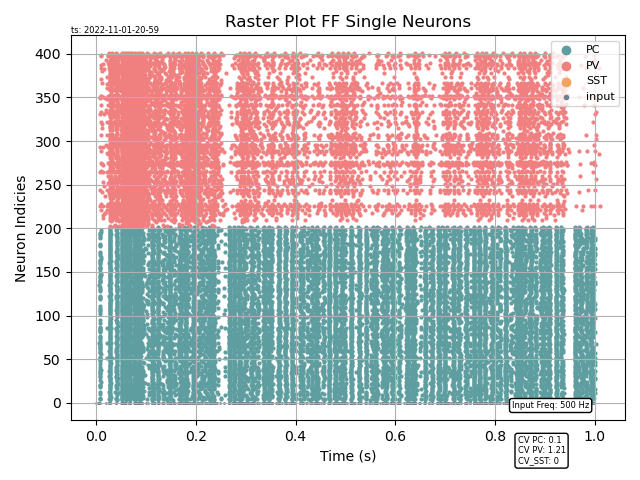 Raster Plot FF Single Neurons
ts: 2022-11-01-20-59
PC
PV
SST
input
400
350
300
250
200
150
100
50
0
Neuron Indicies
Input Freq: 500 Hz
0.0 0.2 0.4 0.6 0.8 1.0
Time (s)
CV PC: 0.1
CV PV: 1.21
CV_SST: 0